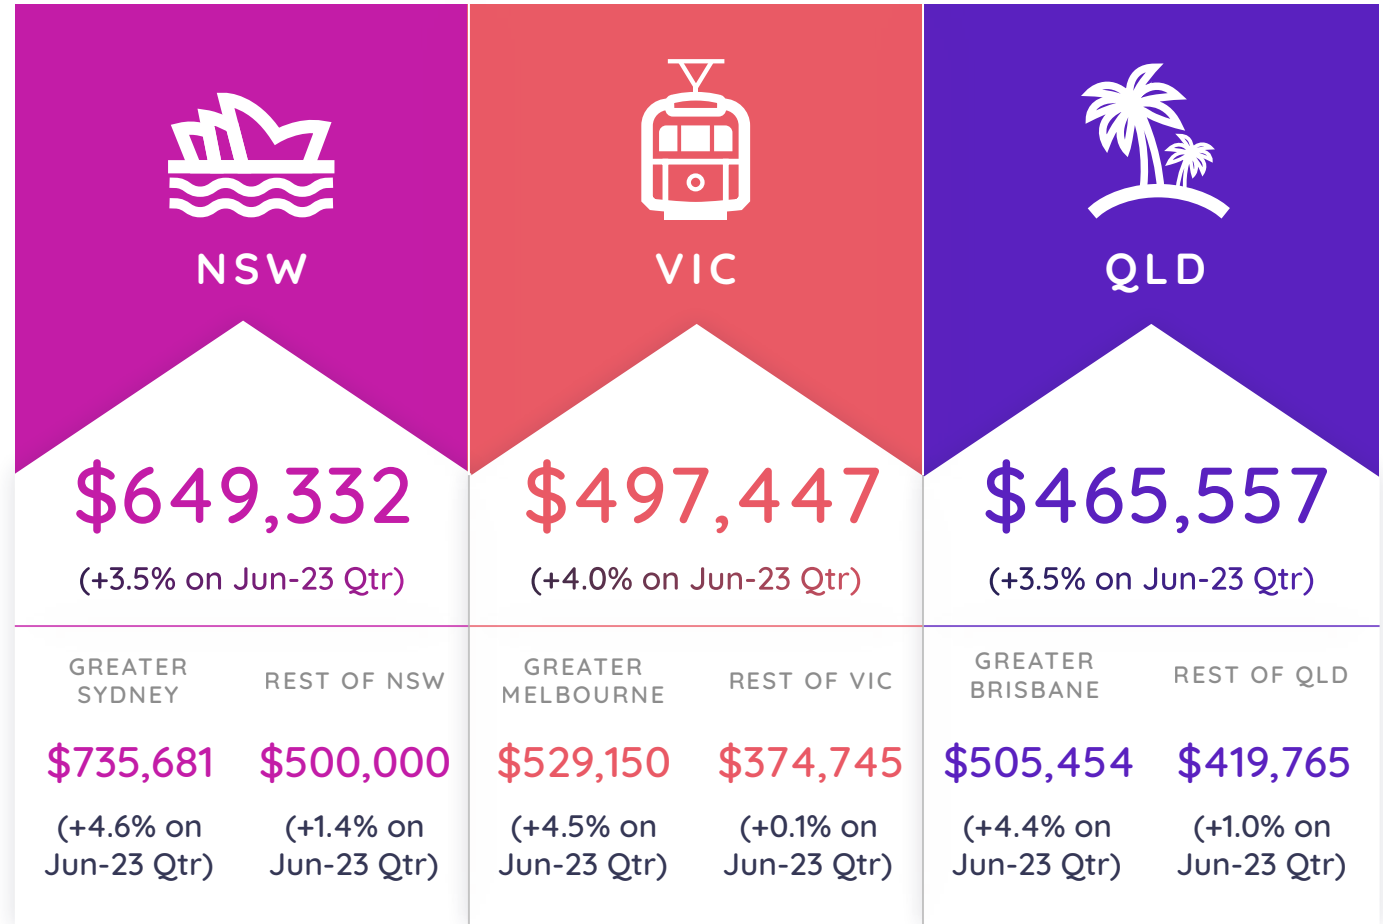 NSW
$649,332
(+3.5% on Jun-23 Qtr)
GREATER
SYDNEY
$735,681
(+4.6% on
Jun-23 Qtr)
REST OF NSW
$500,000
(+1.4% on
Jun-23 Qtr)
VIC
$497,447
(+4.0% on Jun-23 Qtr)
GREATER
MELBOURNE
$529,150
(+4.5% on
Jun-23 Qtr)
REST OF VIC
$374,745
(+0.1% on
Jun-23 Qtr)
QLD
$465,557
(+3.5% on Jun-23 Qtr)
GREATER
BRISBANE
$505,454
(+4.4% on
Jun-23 Qtr)
REST OF QLD
$419,765
(+1.0% on
Jun-23 Qtr)